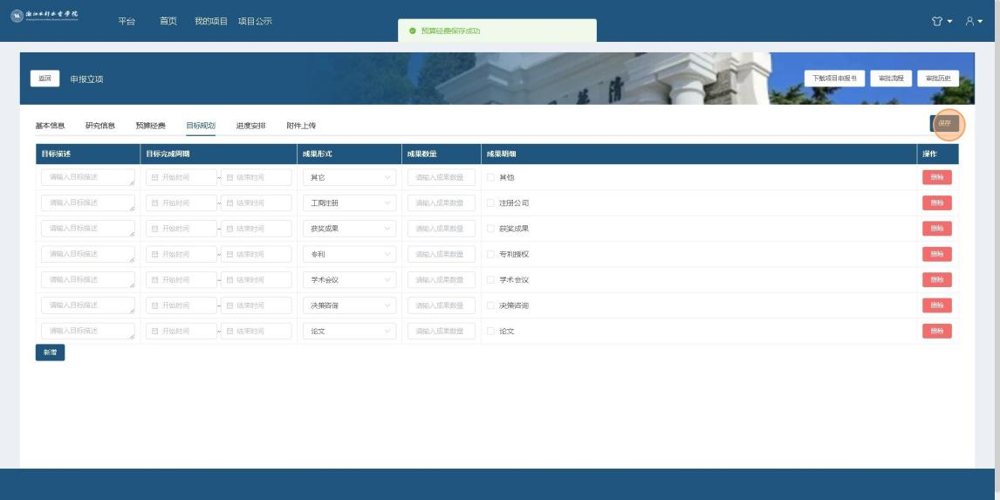 浙江水利水电学院
平台 首页 我的项目 项目公示
预算经费保存成功
返回 申报立项 下载项目申报书 审批流程 审批历史
基本信息 研究信息 预算经费 目标规划 进度安排 附件上传 保存
目标描述 目标完成周期 成果形式 成果数量 成果明细 操作
请输入目标描述 开始时间 - 结束时间 其它 请输入成果数量 其他 删除
请输入目标描述 开始时间 - 结束时间 工商注册 请输入成果数量 注册公司 删除
请输入目标描述 开始时间 - 结束时间 获奖成果 请输入成果数量 获奖成果 删除
请输入目标描述 开始时间 - 结束时间 专利 请输入成果数量 专利授权 删除
请输入目标描述 开始时间 - 结束时间 学术会议 请输入成果数量 学术会议 删除
请输入目标描述 开始时间 - 结束时间 决策咨询 请输入成果数量 决策咨询 删除
请输入目标描述 开始时间 - 结束时间 论文 请输入成果数量 论文 删除
新增